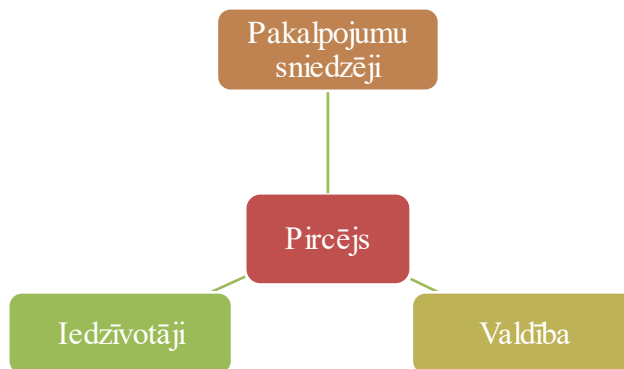 Pakalpojumu
sniedzēji
Pircējs
Iedzīvotāji
Valdība